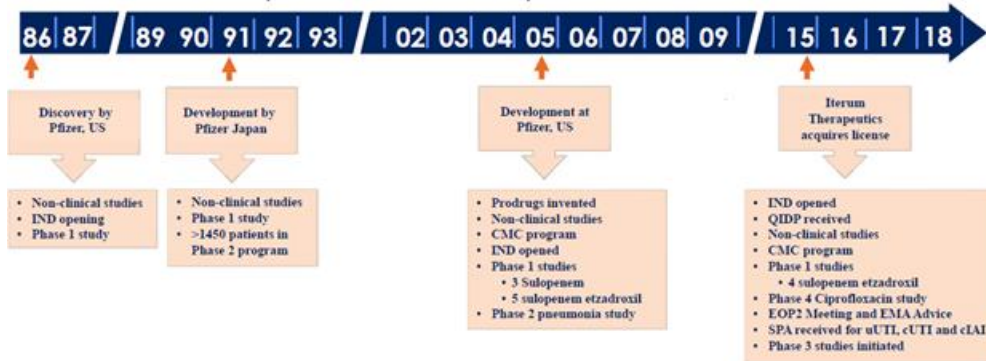 86 87 89 90 91 92 93 02 03 04 05 06 07 08 09 15 16 17 18
Discovery by
Pfizer, US
• Non-clinical studies
• IND opening
• Phase 1 study
Development by
Pfizer Japan
• Non-clinical studies
• Phase 1 study
• >1450 patients in
Phase 2 program
Development at
Pfizer, US
• Prodrugs invented
• Non-clinical studies
• CMC program
• IND opened
• Phase 1 studies
• 3 Sulopenem
• 5 sulopenem etzadroxil
• Phase 2 pneumonia study
Iterum
Therapeutics
acquires license
• IND opened
• QIDP received
• Non-clinical studies
• CMC program
• Phase 1 studies
• 4 sulopenem etzadroxil
• Phase 4 Ciprofloxacin study
• EOP2 Meeting and EMA Advice
• SPA received for uUTI, cUTI and cIAI
• Phase 3 studies initiated